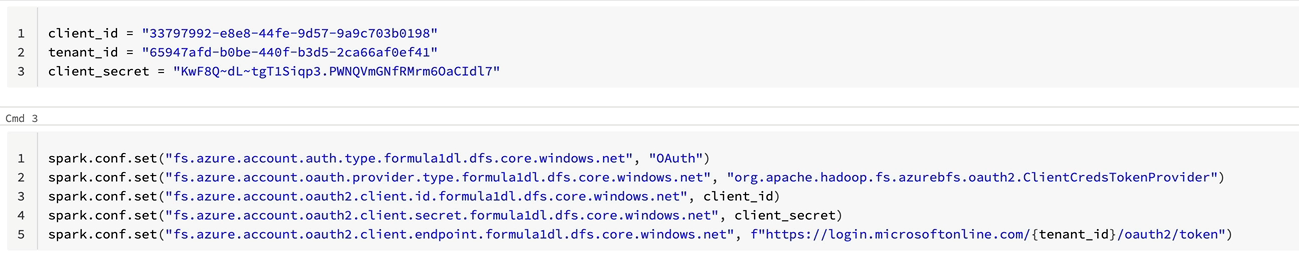 1 client_id = "33797992-e8e8-44fe-9d57-9a9c703b0198"
2 tenant_id = "65947afd-b0be-440f-b3d5-2ca66af0ef41"
3 client_secret = "KwF8Q~dL~tgT1Siqp3.PWNQVmGNfRMrm6OaCIdl7"
Cmd 3
1 spark.conf.set("fs.azure.account.auth.type.formula1dl.dfs.core.windows.net", "OAuth")
2 spark.conf.set("fs.azure.account.oauth.provider.type.formula1dl.dfs.core.windows.net", "org.apache.hadoop.fs.azurebfs.oauth2.ClientCredsTokenProvider")
3 spark.conf.set("fs.azure.account.oauth2.client.id.formula1dl.dfs.core.windows.net", client_id)
4 spark.conf.set("fs.azure.account.oauth2.client.secret.formula1dl.dfs.core.windows.net", client_secret)
5 spark.conf.set("fs.azure.account.oauth2.client.endpoint.formula1dl.dfs.core.windows.net", f"https://login.microsoftonline.com/{tenant_id}/oauth2/token")